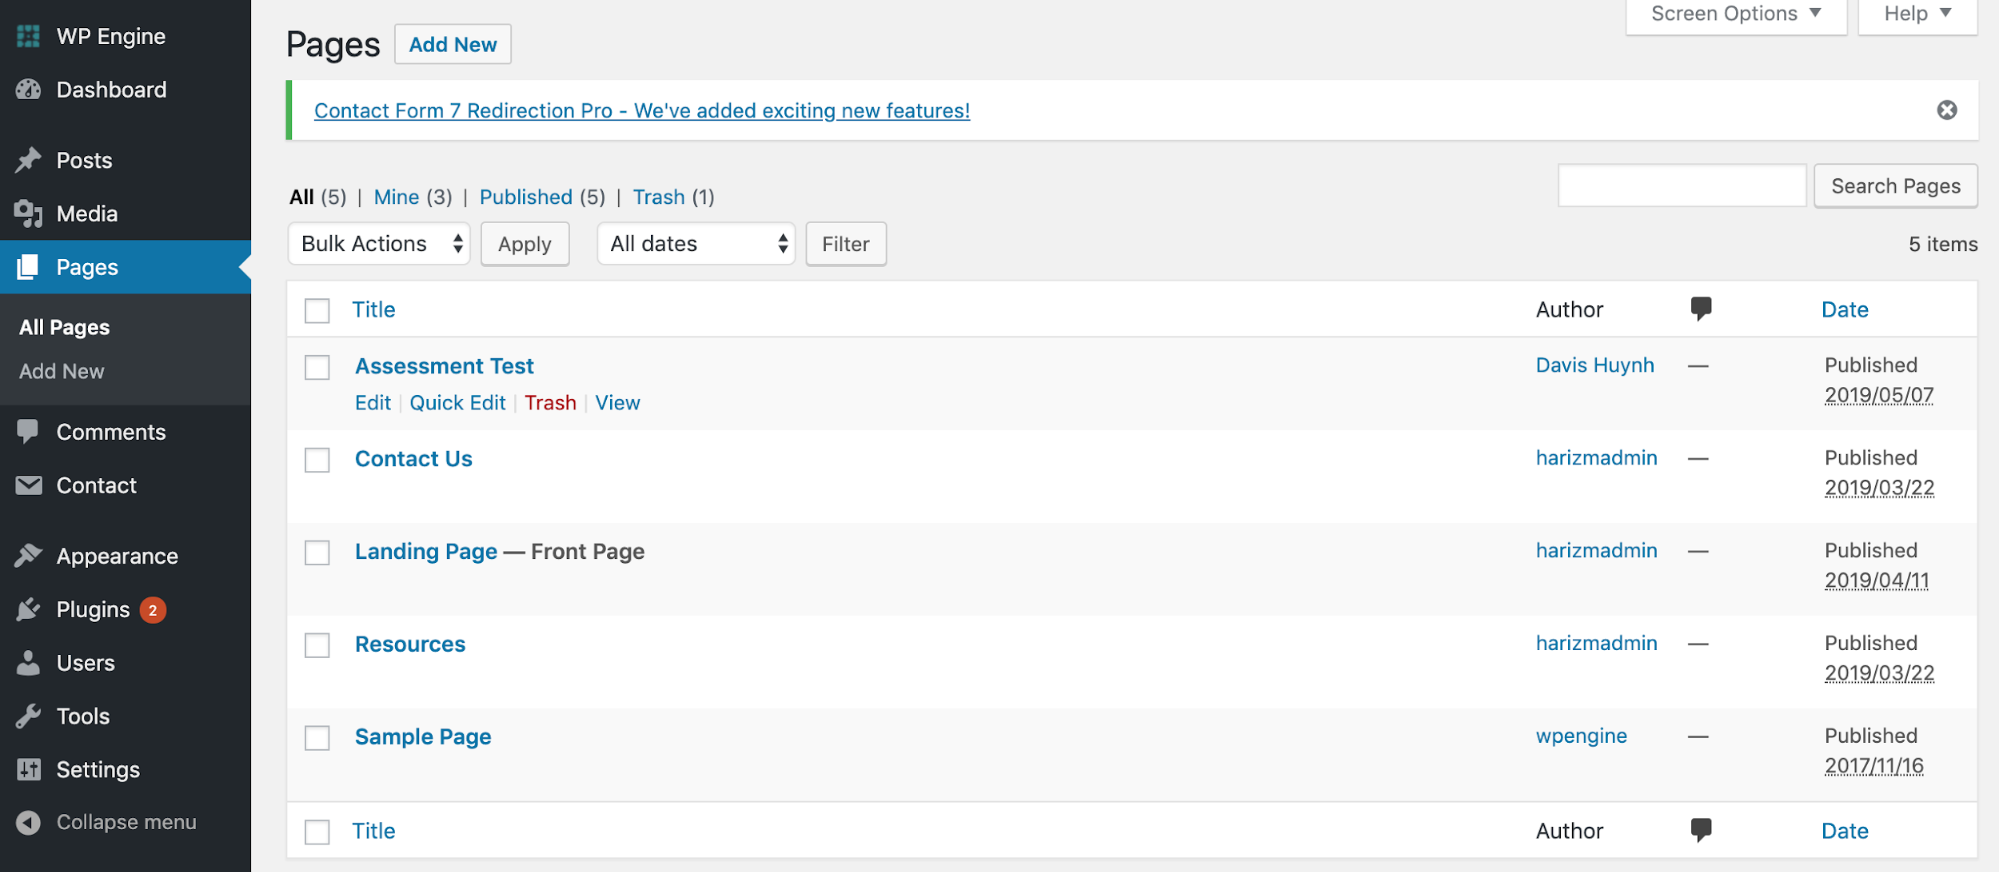 WP Engine
Dashboard
Posts
Media
Pages
All Pages
Add New
Comments
Contact
Appearance
Plugins 2
Users
Tools
Settings
Collapse menu
Screen Options ▼ Help ▼
Pages Add New
Contact Form 7 Redirection Pro - We've added exciting new features!
All (5) | Mine (3) | Published (5) | Trash (1)
Search Pages
Bulk Actions Apply All dates Filter
5 items
Title Author Date
Assessment Test Davis Huynh — Published
2019/05/07
Edit | Quick Edit | Trash | View
Contact Us harizmadmin — Published
2019/03/22
Landing Page — Front Page harizmadmin — Published
2019/04/11
Resources harizmadmin — Published
2019/03/22
Sample Page wpengine — Published
2017/11/16
Title Author Date